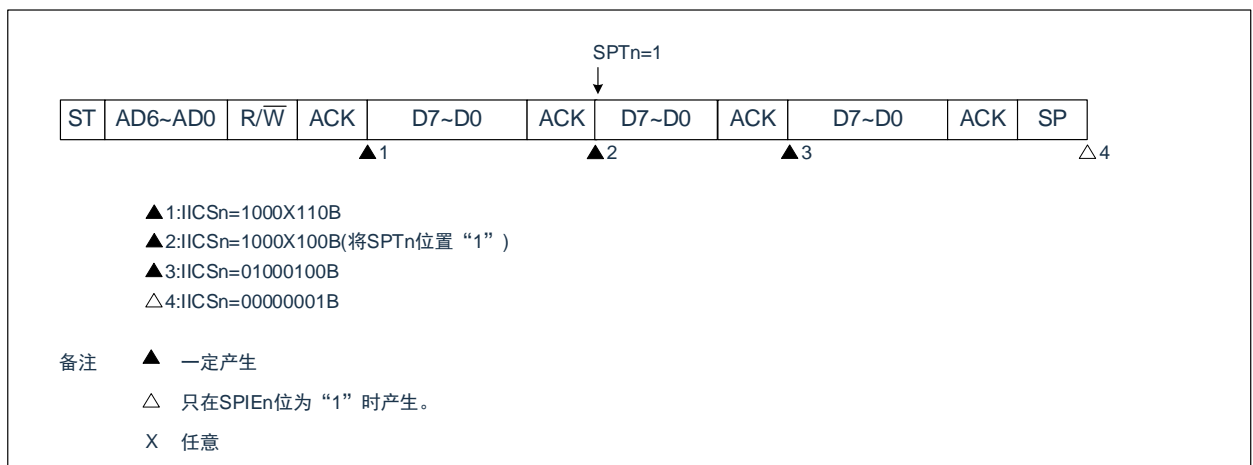 SPTn=1
ST AD6~AD0 R/W̅ ACK D7~D0 ACK D7~D0 ACK D7~D0 ACK SP
▲1 ▲2 ▲3 △4
▲1:IICSn=1000X110B
▲2:IICSn=1000X100B(将SPTn位置“1”)
▲3:IICSn=01000100B
△4:IICSn=00000001B
备注 ▲ 一定产生
△ 只在SPIEn位为“1”时产生。
X 任意